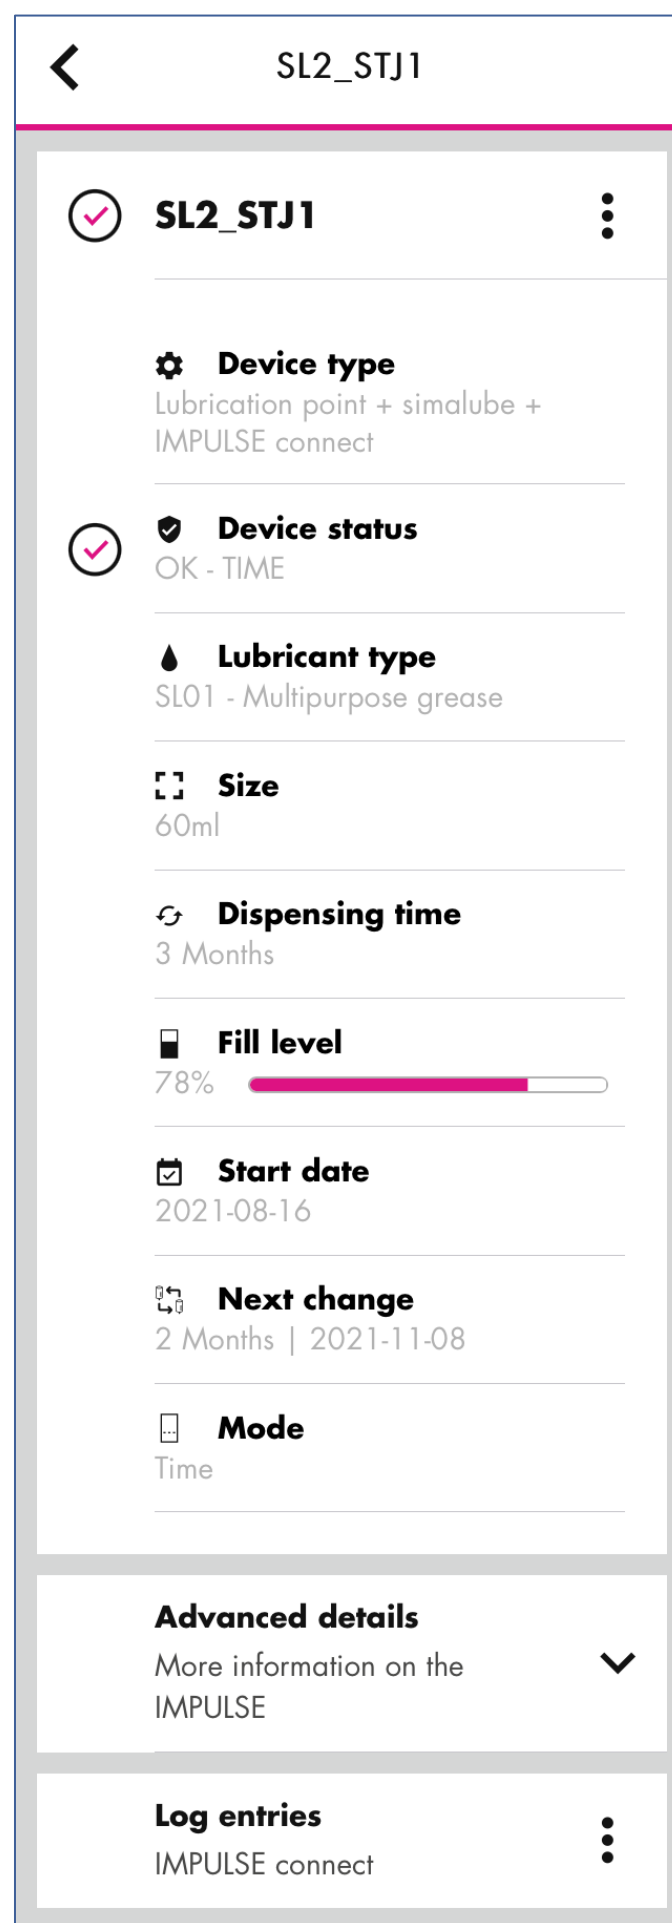 SL2_STJ1
SL2_STJ1
Device type
Lubrication point + simalube +
IMPULSE connect
Device status
OK - TIME
Lubricant type
SL01 - Multipurpose grease
Size
60ml
Dispensing time
3 Months
Fill level
78%
Start date
2021-08-16
Next change
2 Months | 2021-11-08
Mode
Time
Advanced details
More information on the
IMPULSE
Log entries
IMPULSE connect